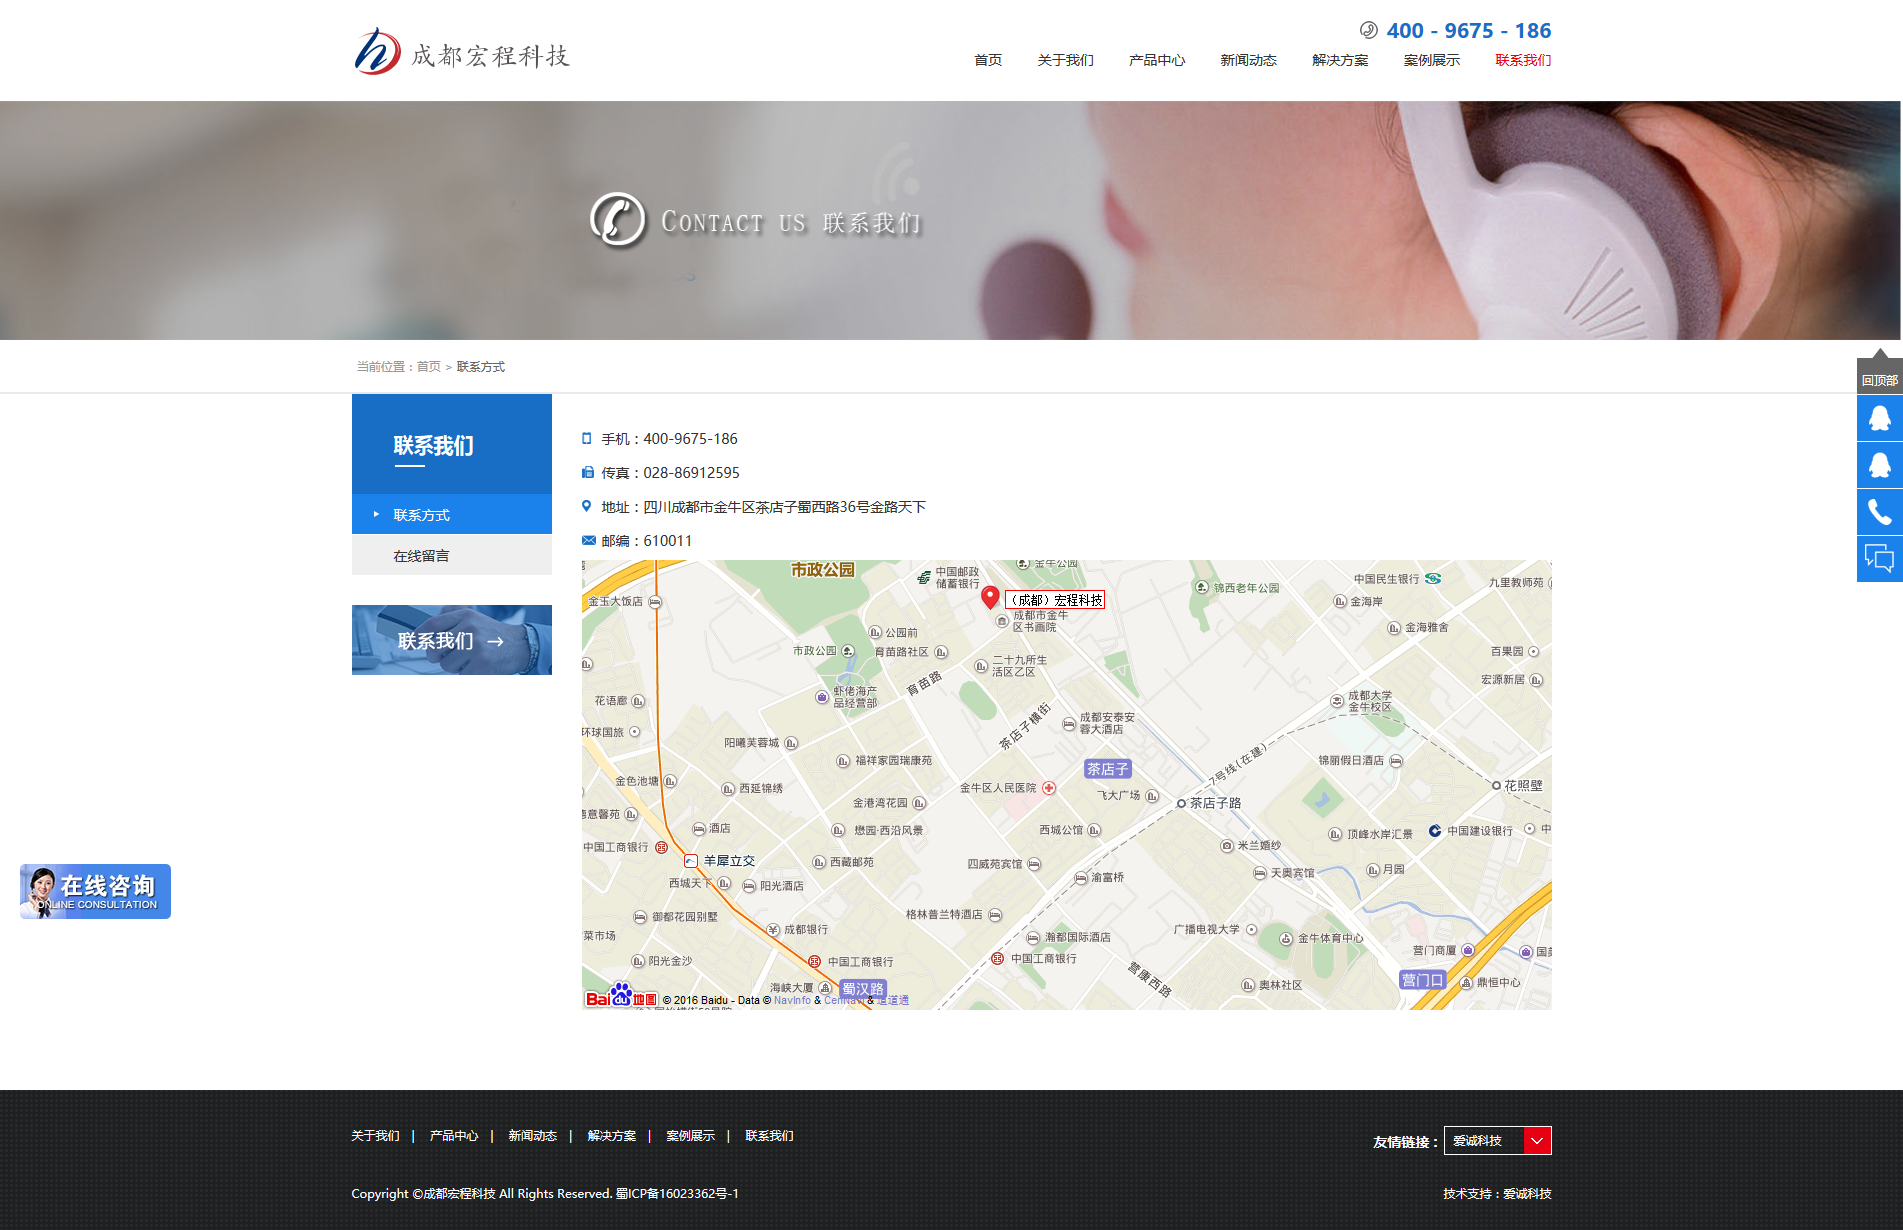 400 - 9675 - 186
成都宏程科技
首页 关于我们 产品中心 新闻动态 解决方案 案例展示 联系我们
CONTACT US 联系我们
当前位置：首页 > 联系方式
回顶部
联系我们
联系方式
在线留言
联系我们 →
手机：400-9675-186
传真：028-86912595
地址：四川成都市金牛区茶店子蜀西路36号金路天下
邮编：610011
市政公园
中国邮政
储蓄银行
金牛公园
锦西老年公园
中国民生银行
九里教师苑
金玉大饭店
（成都）宏程科技
金海岸
成都市金牛
区书画院
公园前
金海雅舍
市政公园
育苗路社区
二十九所生
活区乙区
百果园
育苗路
宏源新居
花语廊
虾佬海产
品经营部
成都大学
金牛校区
茶店子横街
成都安泰安
蓉大酒店
环球国旅
阳曦芙蓉城
福祥家园瑞康苑
茶店子
7号线(在建)
锦丽假日酒店
金色池塘
西延锦绣
金牛区人民医院
飞大广场
花照壁
金港湾花园
茶店子路
德意馨苑
酒店
懋园·西沿风景
西城公馆
顶峰水岸汇景
中国建设银行
中
中国工商银行
米兰婚纱
羊犀立交
西藏邮苑
四威苑宾馆
月园
西城天下
阳光酒店
渝富桥
天奥宾馆
御都花园别墅
格林普兰特酒店
成都银行
广播电视大学
菜市场
瀚都国际酒店
金牛体育中心
营门商厦
阳光金沙
中国工商银行
中国工商银行
营康西路
营门口
海峡大厦
蜀汉路
奥林社区
鼎恒中心
Bai du 地图 © 2016 Baidu - Data © NavInfo & CenNavi & 道道通
在线咨询
ONLINE CONSULTATION
关于我们 | 产品中心 | 新闻动态 | 解决方案 | 案例展示 | 联系我们
友情链接： 爱诚科技
Copyright ©成都宏程科技 All Rights Reserved. 蜀ICP备16023362号-1
技术支持：爱诚科技